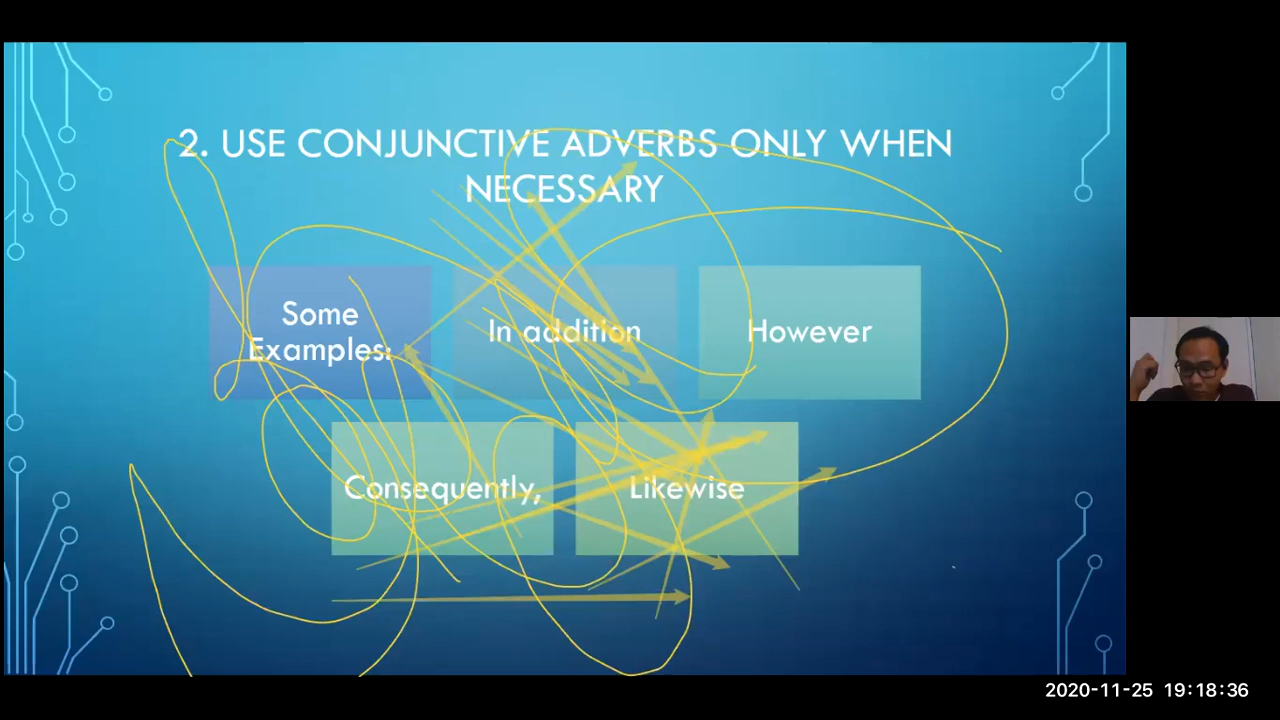 2. USE CONJUNCTIVE ADVERBS ONLY WHEN
NECESSARY
Some
Examples:
In addition
However
Consequently,
Likewise
2020-11-25 19:18:36